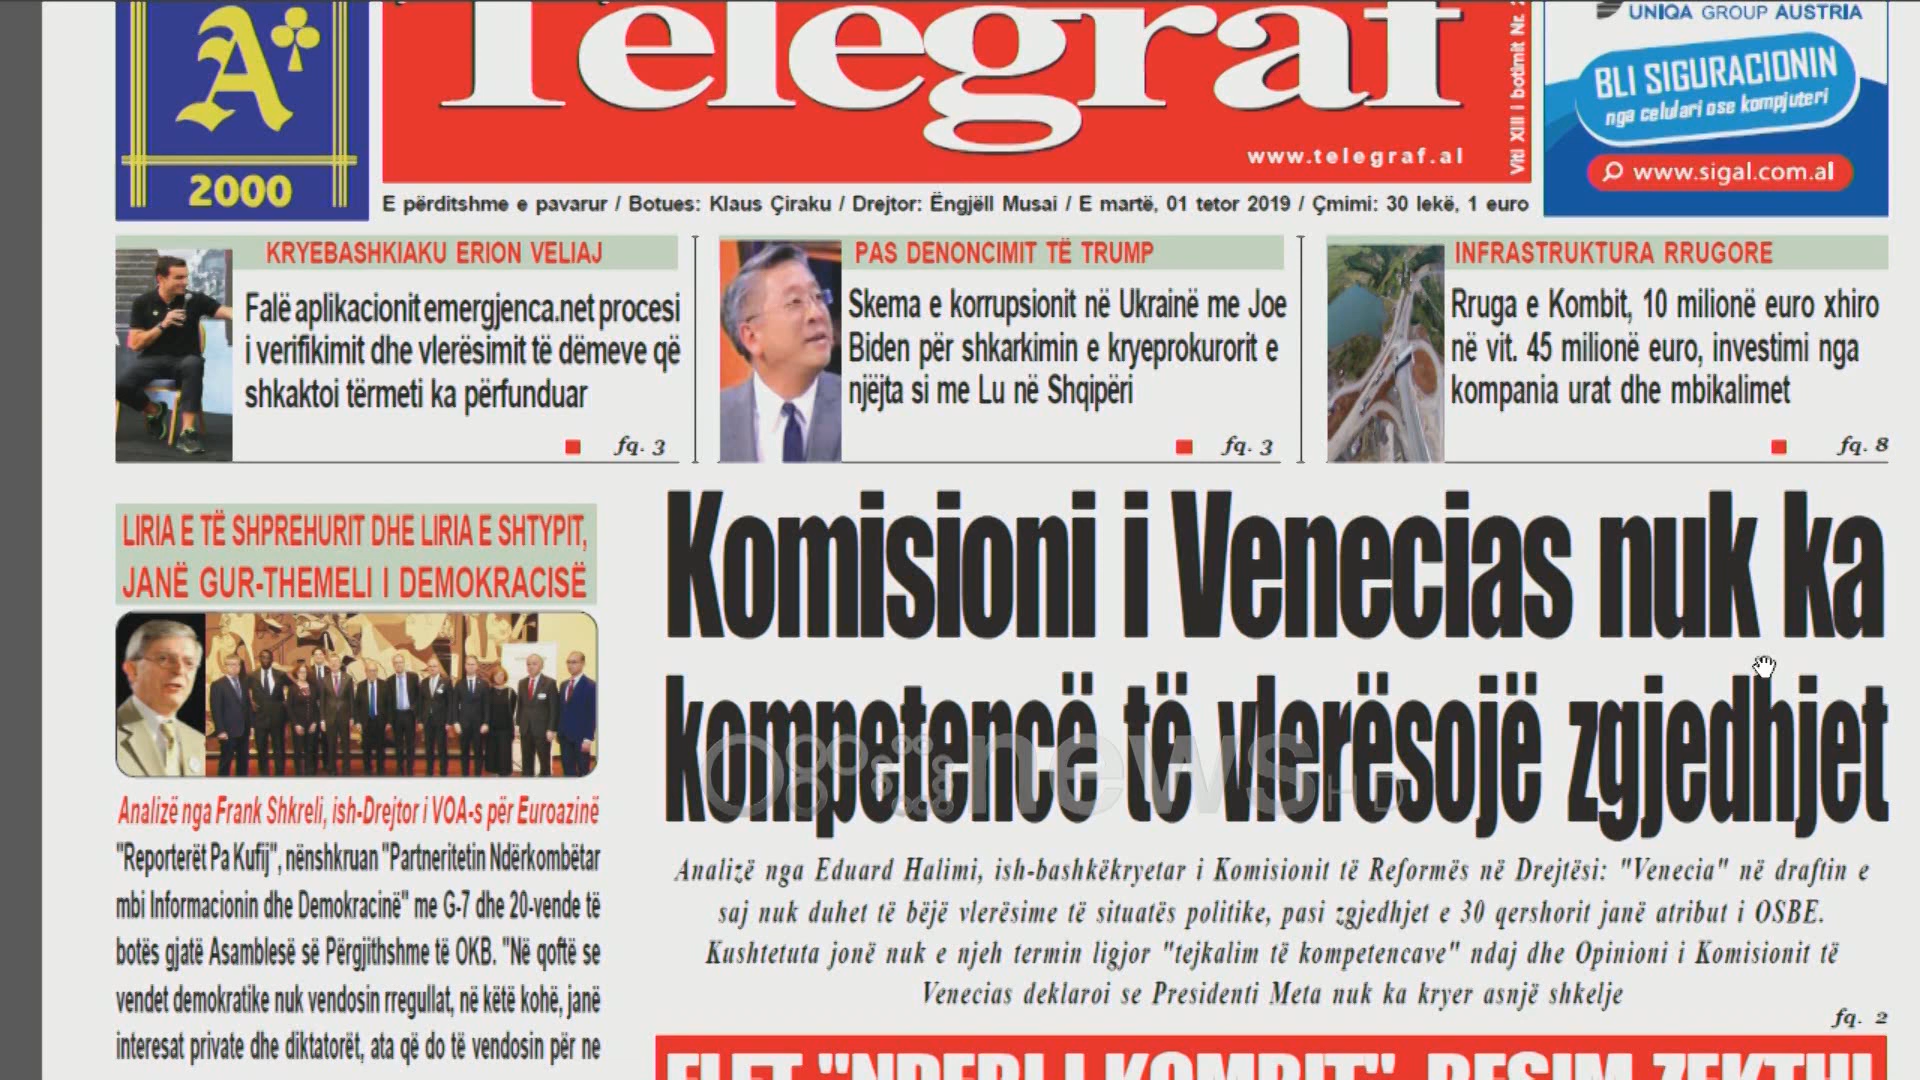 A
2000
Telegraf
www.telegraf.al
Viti XIII i botimit Nr.
UNIQA GROUP AUSTRIA
BLI SIGURACIONIN
nga celulari ose kompjuteri
www.sigal.com.al
E përditshme e pavarur / Botues: Klaus Çiraku / Drejtor: Ëngjëll Musai / E martë, 01 tetor 2019 / Çmimi: 30 lekë, 1 euro
KRYEBASHKIAKU ERION VELIAJ
Falë aplikacionit emergjenca.net procesi
i verifikimit dhe vlerësimit të dëmeve që
shkaktoi tërmeti ka përfunduar
fq. 3
PAS DENONCIMIT TË TRUMP
Skema e korrupsionit në Ukrainë me Joe
Biden për shkarkimin e kryeprokurorit e
njëjta si me Lu në Shqipëri
fq. 3
INFRASTRUKTURA RRUGORE
Rruga e Kombit, 10 milionë euro xhiro
në vit. 45 milionë euro, investimi nga
kompania urat dhe mbikalimet
fq. 8
LIRIA E TË SHPREHURIT DHE LIRIA E SHTYPIT,
JANË GUR-THEMELI I DEMOKRACISË
Analizë nga Frank Shkreli, ish-Drejtor i VOA-s për Euroazinë
"Reporterët Pa Kufij", nënshkruan "Partneritetin Ndërkombëtar
mbi Informacionin dhe Demokracinë" me G-7 dhe 20-vende të
botës gjatë Asamblesë së Përgjithshme të OKB. "Në qoftë se
vendet demokratike nuk vendosin rregullat, në këtë kohë, janë
interesat private dhe diktatorët, ata që do të vendosin për ne
Komisioni i Venecias nuk ka
kompetencë të vlerësojë zgjedhjet
news HD
Analizë nga Eduard Halimi, ish-bashkëkryetar i Komisionit të Reformës në Drejtësi: "Venecia" në draftin e
saj nuk duhet të bëjë vlerësime të situatës politike, pasi zgjedhjet e 30 qershorit janë atribut i OSBE.
Kushtetuta jonë nuk e njeh termin ligjor "tejkalim të kompetencave" ndaj dhe Opinioni i Komisionit të
Venecias deklaroi se Presidenti Meta nuk ka kryer asnjë shkelje
fq. 2
FLET "NDERI I KOMBIT", BESIM ZEKTHI